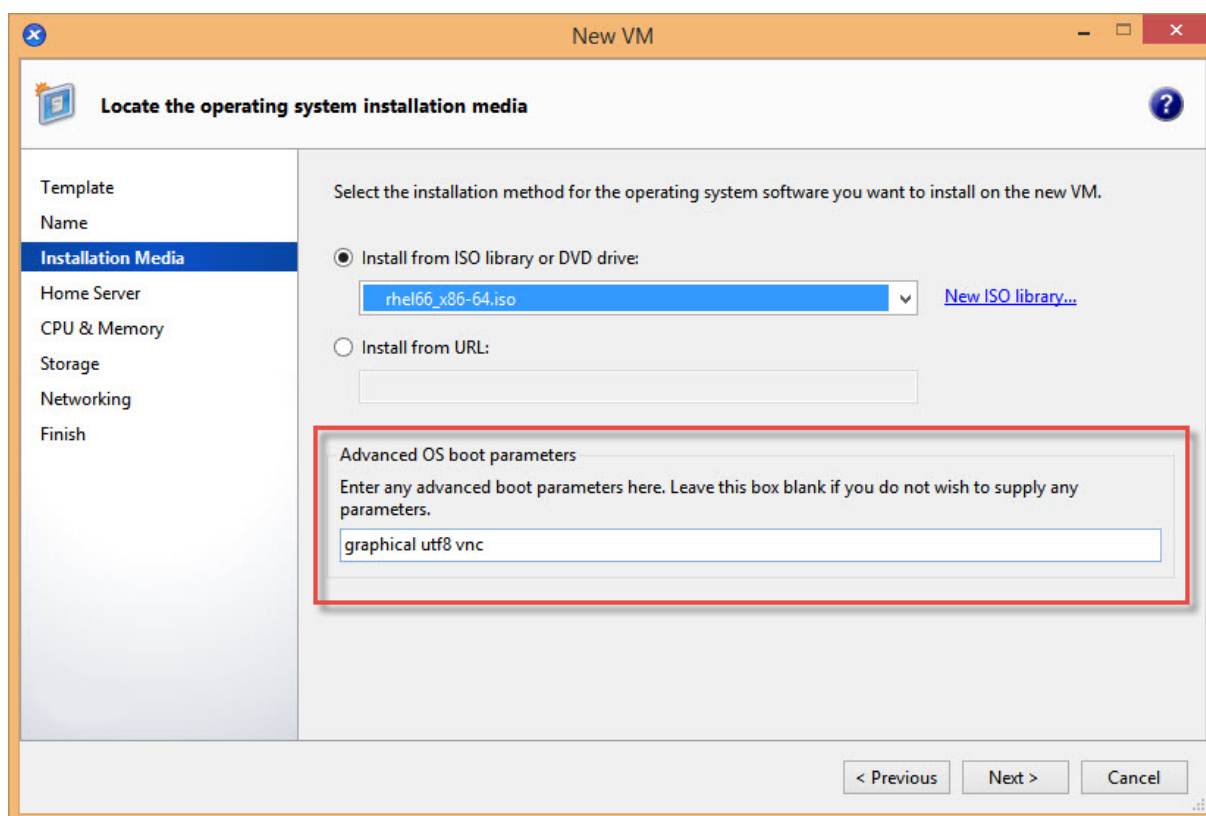 New VM
Locate the operating system installation media
?
Template
Name
Installation Media
Home Server
CPU & Memory
Storage
Networking
Finish
Select the installation method for the operating system software you want to install on the new VM.
Install from ISO library or DVD drive:
rhel66_x86-64.iso
New ISO library...
Install from URL:
Advanced OS boot parameters
Enter any advanced boot parameters here. Leave this box blank if you do not wish to supply any
parameters.
graphical utf8 vnc
< Previous
Next >
Cancel